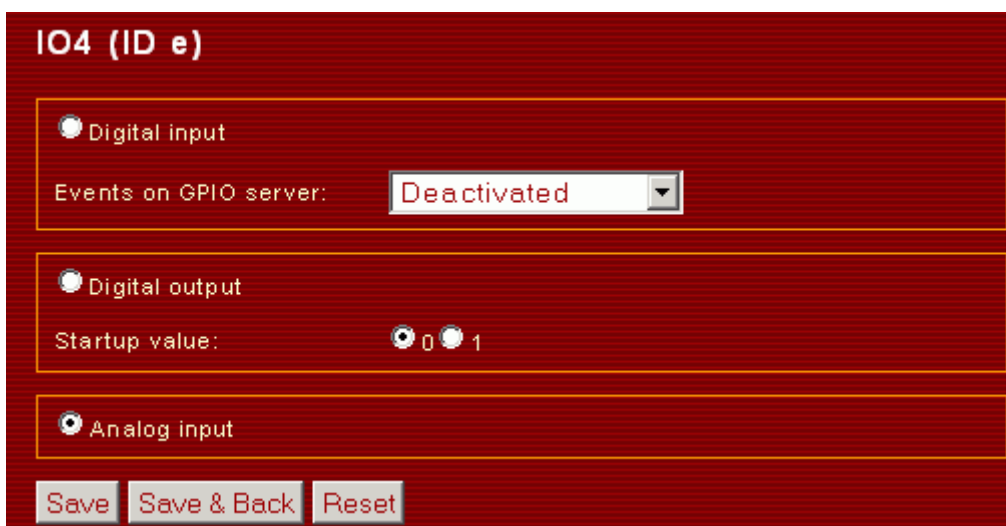 IO4 (ID e)
Digital input
Events on GPIO server: Deactivated
Digital output
Startup value: 0 1
Analog input
Save Save & Back Reset